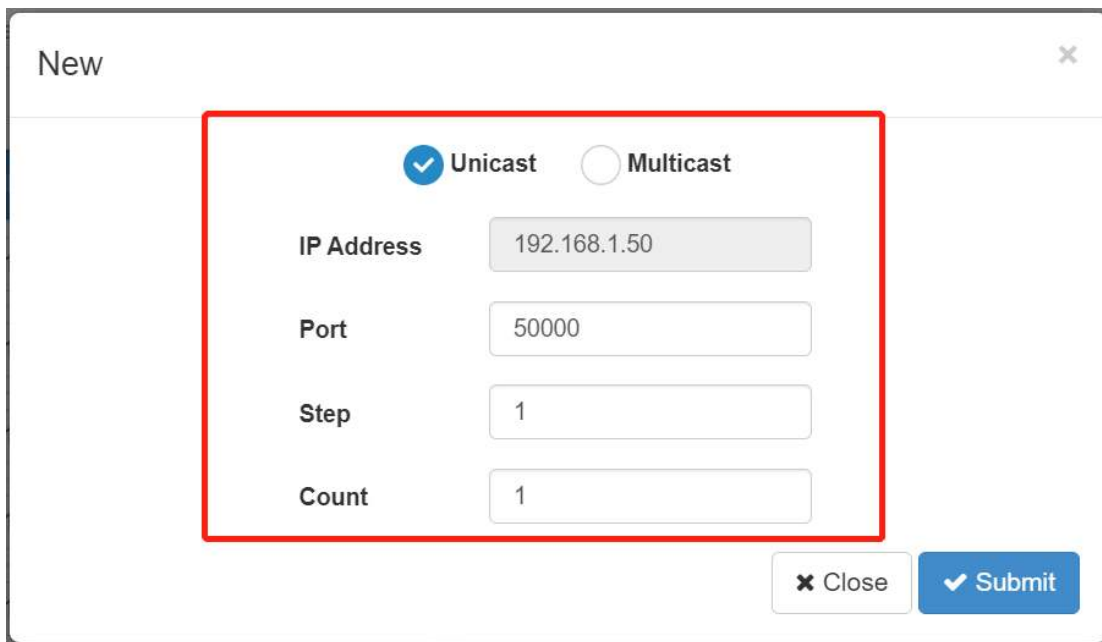 New ×
Unicast Multicast
IP Address 192.168.1.50
Port 50000
Step 1
Count 1
Close Submit